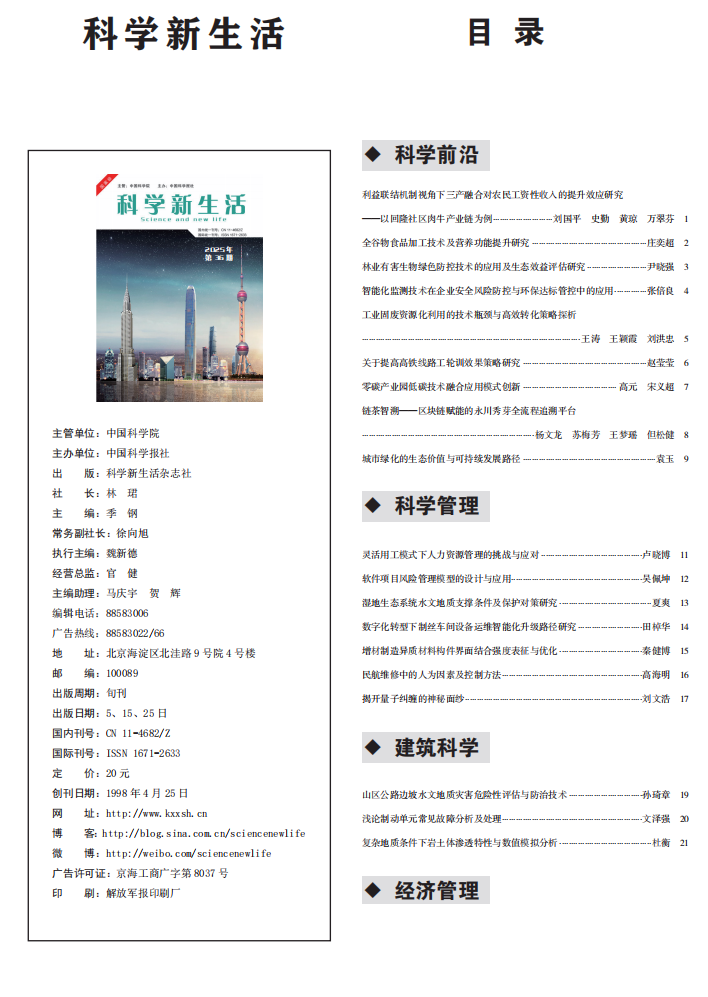 科学新生活
目 录
主管：中国科学院 主办：中国科学报社
科学新生活
Science and new life
2025年
第36期
主管单位：中国科学院
主办单位：中国科学报社
出　　版：科学新生活杂志社
社　　长：林　珺
主　　编：季　钢
常务副社长：徐向旭
执行主编：魏新德
经营总监：官　健
主编助理：马庆宇　贺　辉
编辑电话：88583006
广告热线：88583022/66
地　　址：北京海淀区北洼路9号院4号楼
邮　　编：100089
出版周期：旬刊
出版日期：5、15、25日
国内刊号：CN 11-4682/Z
国际刊号：ISSN 1671-2633
定　　价：20元
创刊日期：1998年4月25日
网　　址：http://www.kxxsh.cn
博　　客：http://blog.sina.com.cn/sciencenewlife
微　　博：http://weibo.com/sciencenewlife
广告许可证：京海工商广字第8037号
印　　刷：解放军报印刷厂
◆ 科学前沿
利益联结机制视角下三产融合对农民工资性收入的提升效应研究
——以回隆社区肉牛产业链为例 刘国平 史勤 黄琼 万翠芬 1
全谷物食品加工技术及营养功能提升研究 庄奕超 2
林业有害生物绿色防控技术的应用及生态效益评估研究 尹晓强 3
智能化监测技术在企业安全风险防控与环保达标管控中的应用 张倍良 4
工业固废资源化利用的技术瓶颈与高效转化策略探析
王涛 王颖霞 刘洪忠 5
关于提高高铁线路工轮训效果策略研究 赵莹莹 6
零碳产业园低碳技术融合应用模式创新 高元 宋义超 7
链茶智溯——区块链赋能的永川秀芽全流程追溯平台
杨文龙 苏梅芳 王梦瑶 但松健 8
城市绿化的生态价值与可持续发展路径 袁玉 9
◆ 科学管理
灵活用工模式下人力资源管理的挑战与应对 卢晓博 11
软件项目风险管理模型的设计与应用 吴佩坤 12
湿地生态系统水文地质支撑条件及保护对策研究 夏爽 13
数字化转型下制丝车间设备运维智能化升级路径研究 田樟华 14
增材制造异质材料构件界面结合强度表征与优化 秦健博 15
民航维修中的人为因素及控制方法 高海明 16
揭开量子纠缠的神秘面纱 刘文浩 17
◆ 建筑科学
山区公路边坡水文地质灾害危险性评估与防治技术 孙琦章 19
浅论制动单元常见故障分析及处理 文泽强 20
复杂地质条件下岩土体渗透特性与数值模拟分析 杜衡 21
◆ 经济管理